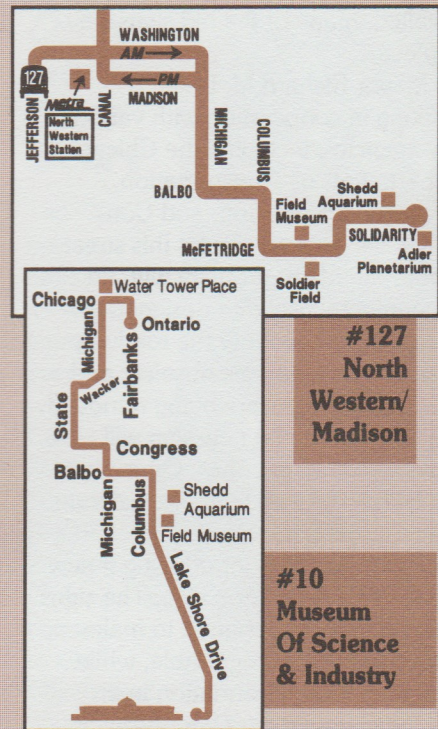 WASHINGTON
AM
127
PM
Metra
MADISON
North
Western
Station
JEFFERSON
CANAL
MICHIGAN
COLUMBUS
BALBO
Shedd
Aquarium
Field
Museum
SOLIDARITY
McFETRIDGE
Adler
Planetarium
Soldier
Field
#127
North
Western/
Madison
Water Tower Place
Chicago
Ontario
Michigan
Wacker
Fairbanks
State
Congress
Balbo
Michigan
Columbus
Shedd
Aquarium
Field Museum
Lake Shore Drive
#10
Museum
Of Science
& Industry